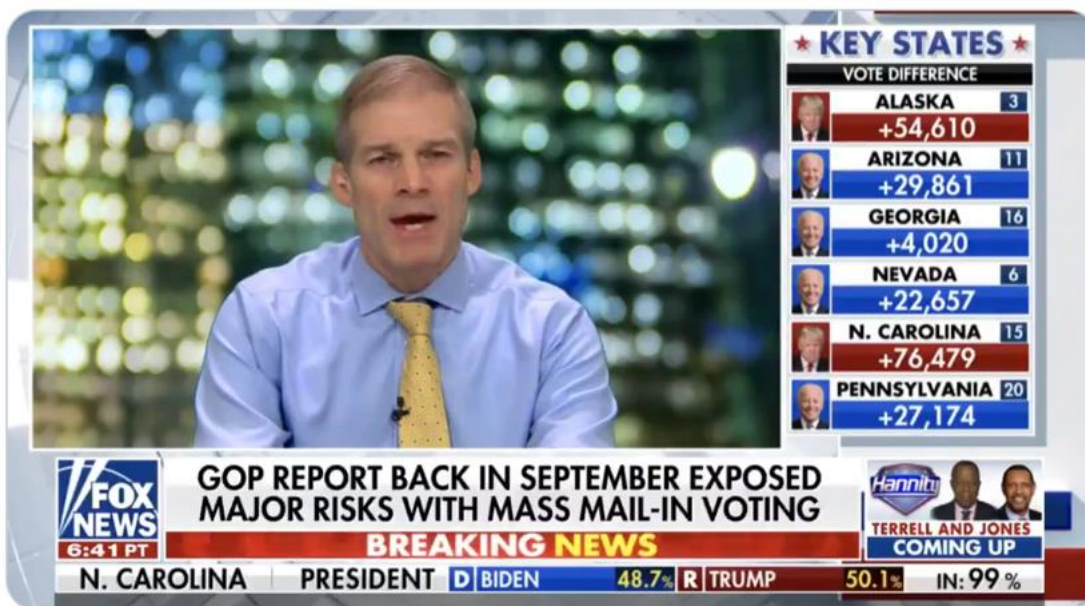 KEY STATES
VOTE DIFFERENCE
ALASKA 3
+54,610
ARIZONA 11
+29,861
GEORGIA 16
+4,020
NEVADA 6
+22,657
N. CAROLINA 15
+76,479
PENNSYLVANIA 20
+27,174
FOX
NEWS
6:41 PT
GOP REPORT BACK IN SEPTEMBER EXPOSED
MAJOR RISKS WITH MASS MAIL-IN VOTING
BREAKING NEWS
Hannity
TERRELL AND JONES
COMING UP
N. CAROLINA PRESIDENT D BIDEN 48.7% R TRUMP 50.1% IN: 99%